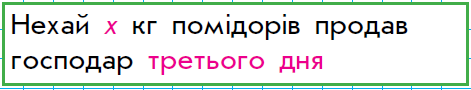 Нехай x кг помідорів продав
господар третього дня